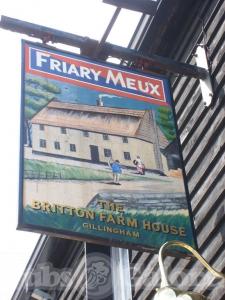 FRIARY MEUX
THE
BRITTON FARM HOUSE
GILLINGHAM